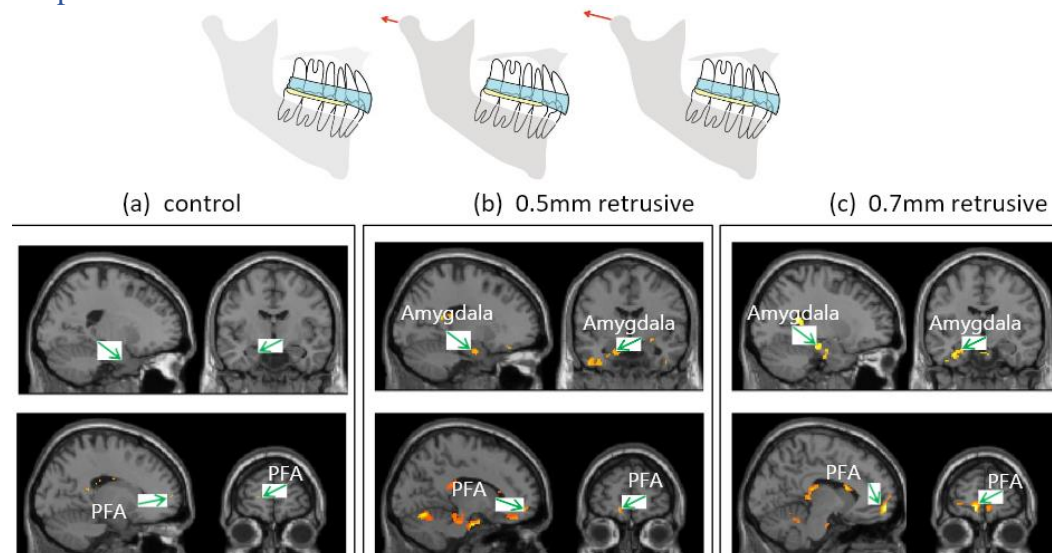 (a) control
(b) 0.5mm retrusive
(c) 0.7mm retrusive
Amygdala
Amygdala
Amygdala
Amygdala
PFA
PFA
PFA
PFA
PFA
PFA